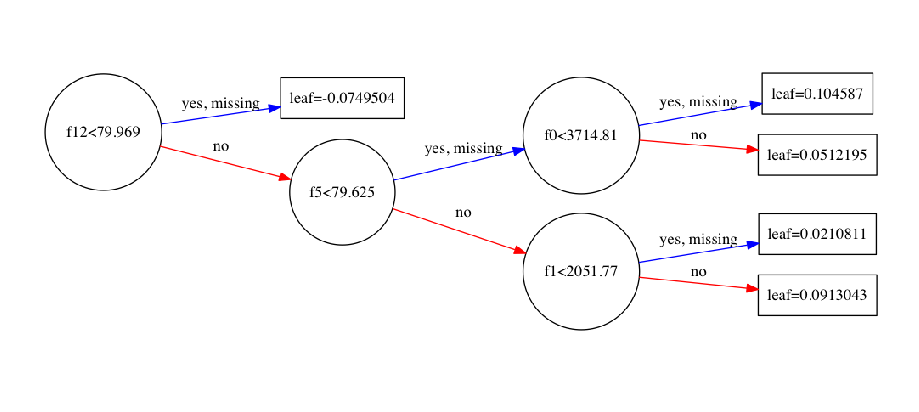 f12<79.969
yes, missing
leaf=-0.0749504
no
f5<79.625
yes, missing
f0<3714.81
yes, missing
leaf=0.104587
no
leaf=0.0512195
no
f1<2051.77
yes, missing
leaf=0.0210811
no
leaf=0.0913043